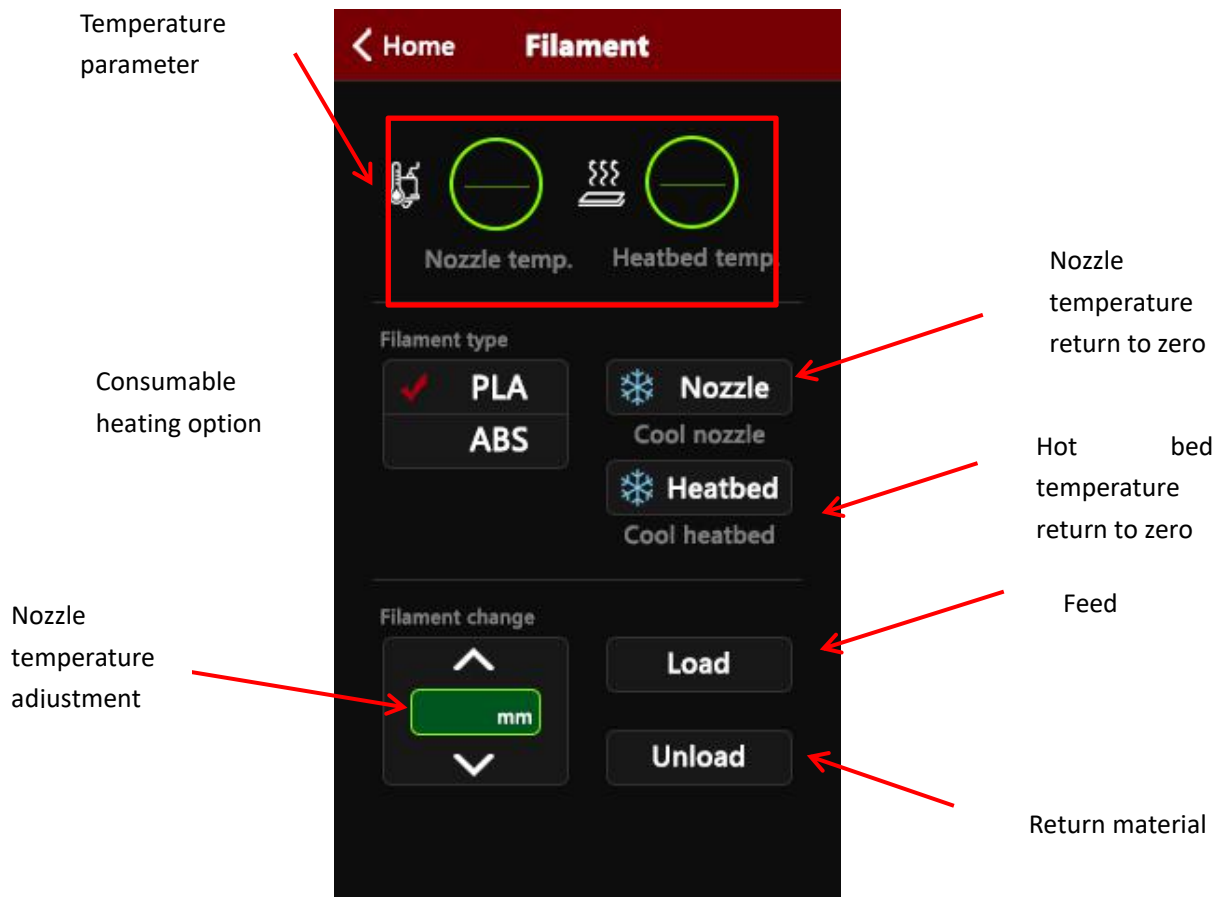 Temperature
parameter
Home
Filament
Nozzle temp.
Heatbed temp.
Nozzle
temperature
return to zero
Filament type
Consumable
heating option
PLA
ABS
Nozzle
Cool nozzle
Heatbed
Cool heatbed
Hot bed
temperature
return to zero
Nozzle
temperature
adjustment
Filament change
mm
Load
Unload
Feed
Return material